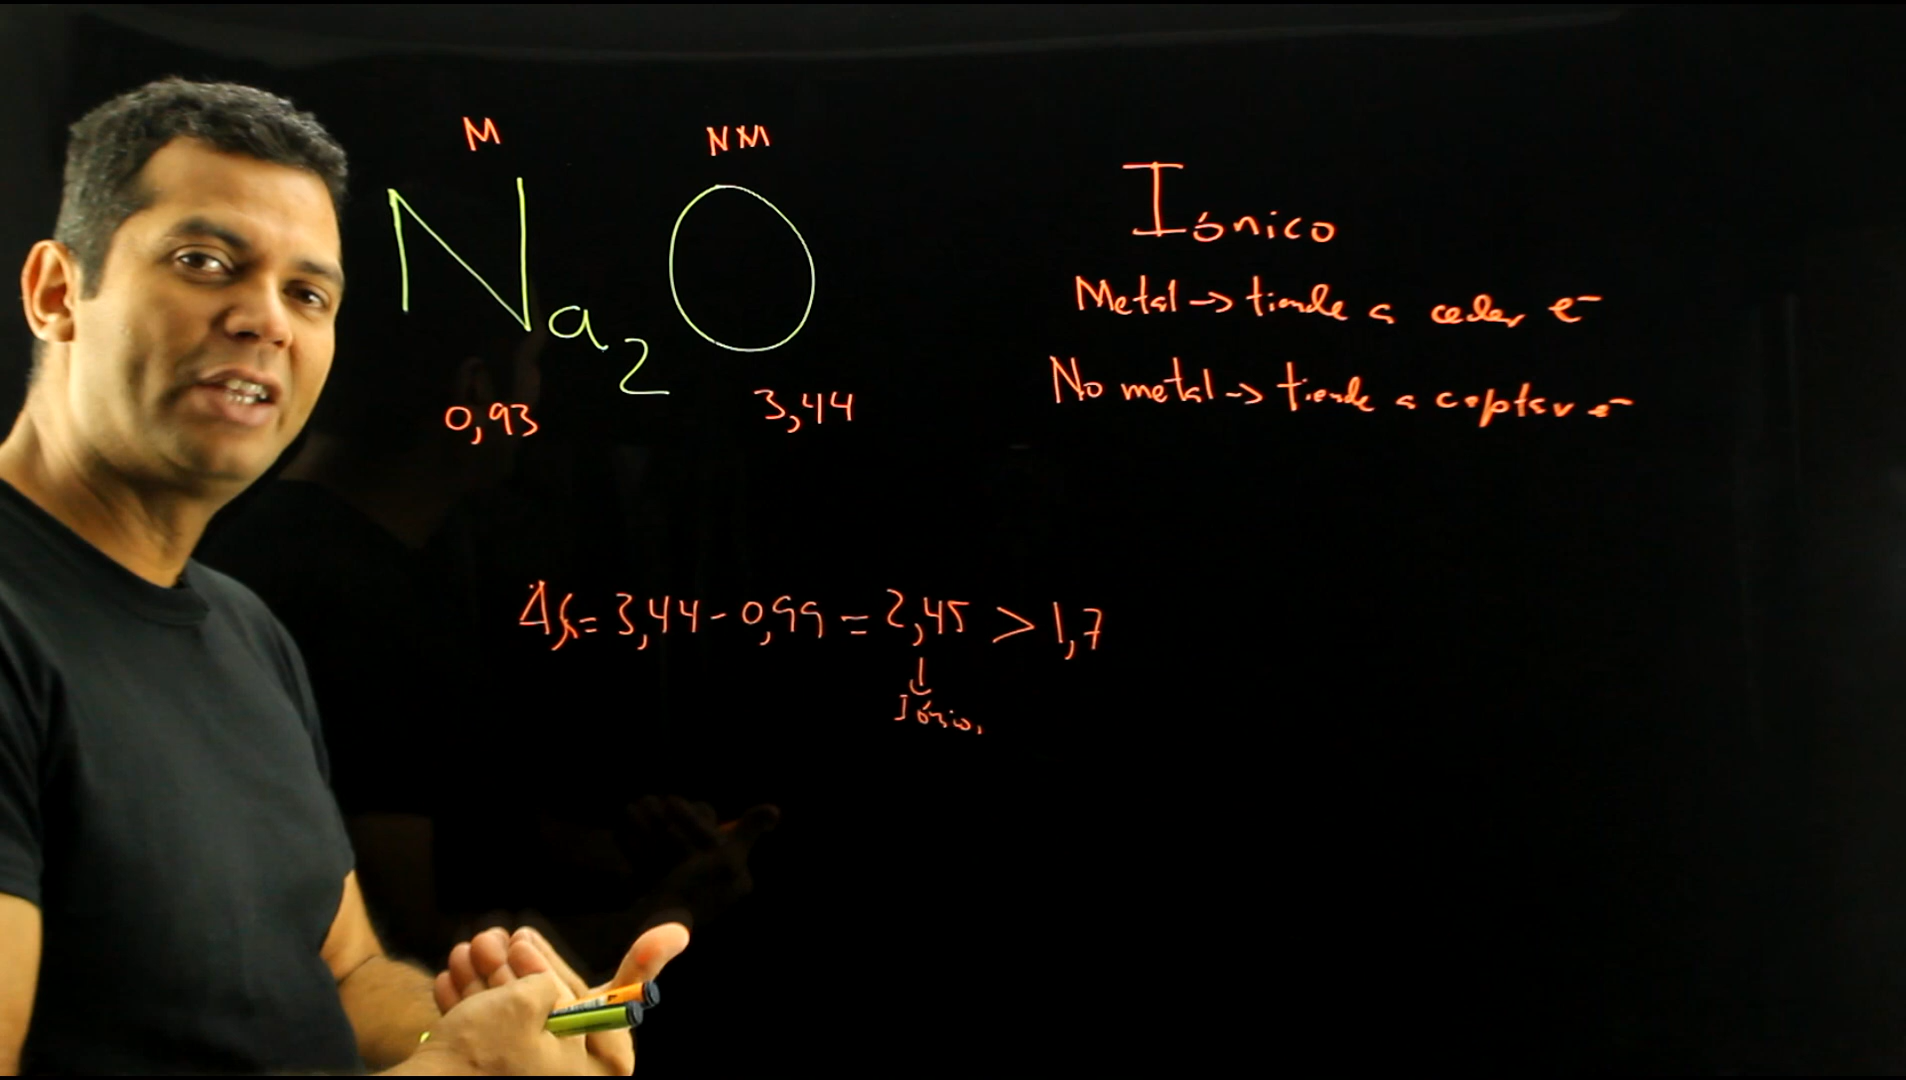 M NM
Na₂O
0,93 3,44
Iónico
Metal → tiende a ceder e⁻
No metal → tiende a captar e⁻
Δχ = 3,44 - 0,99 = 2,45 > 1,7
↓
Iónico.